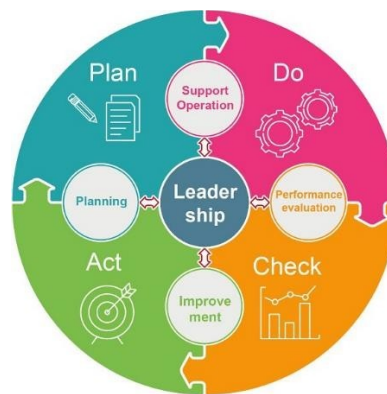 Plan
Do
Support
Operation
Planning
Leader
ship
Performance
evaluation
Act
Check
Improve
ment